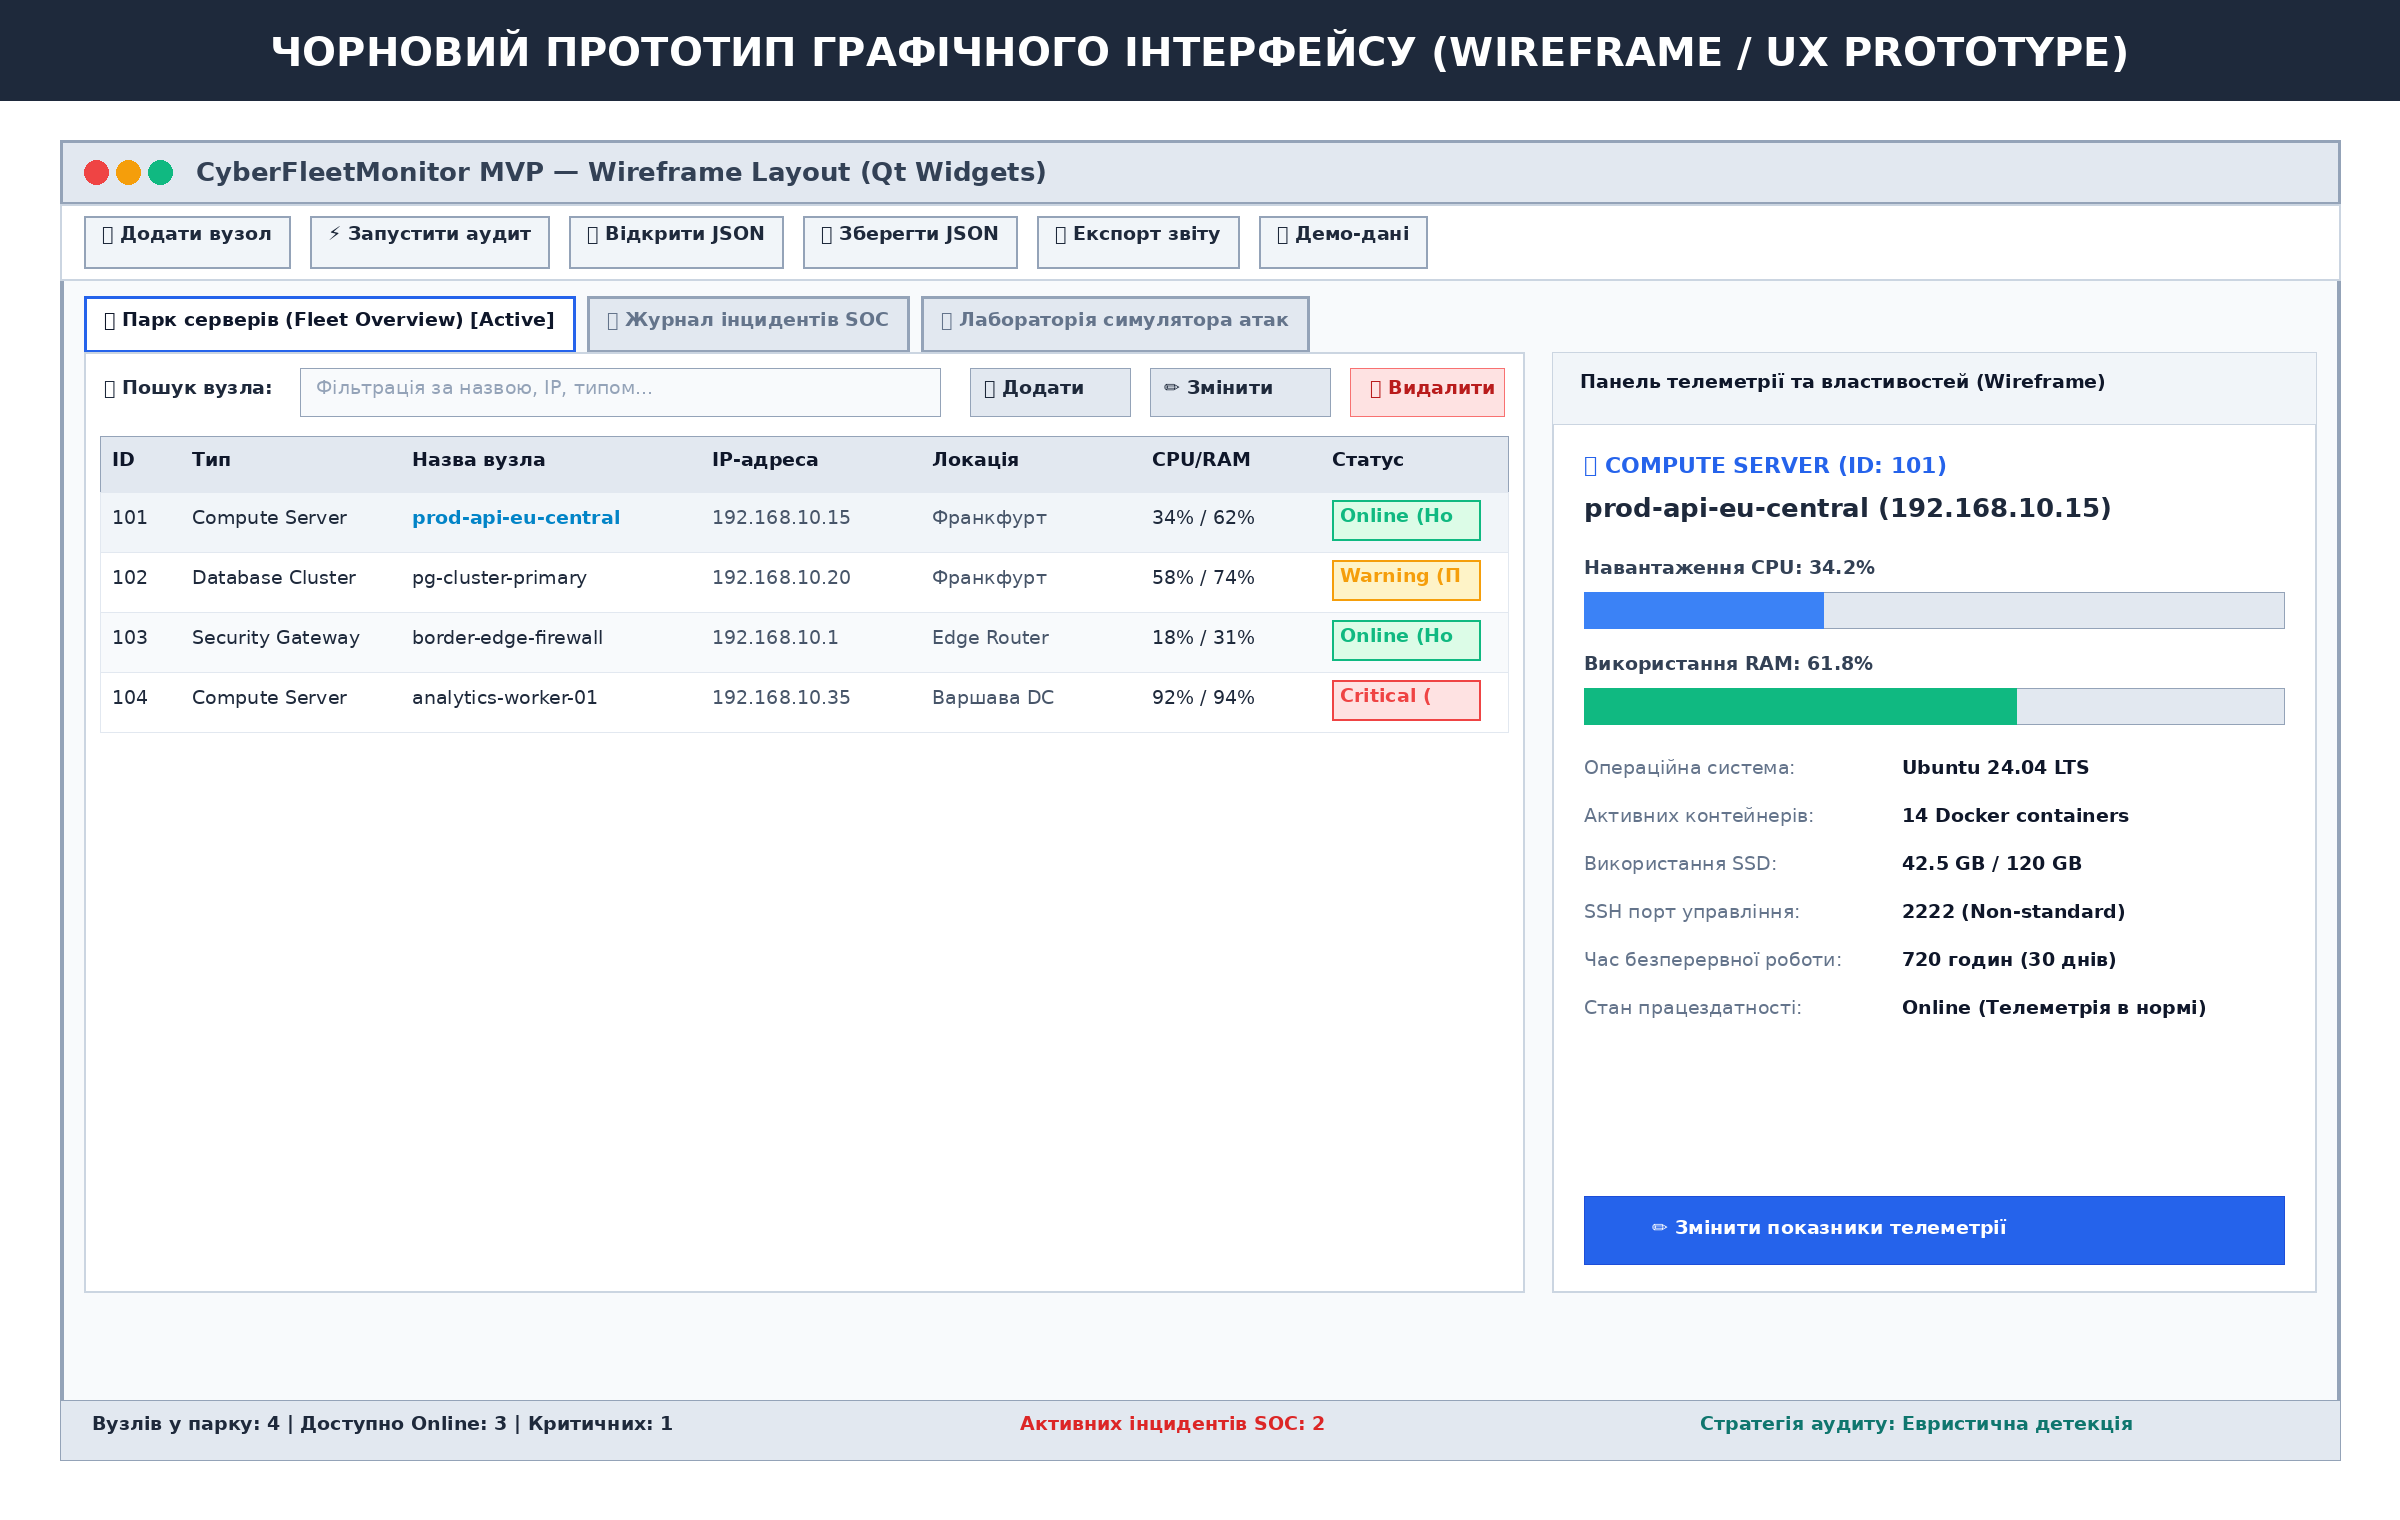 ЧОРНОВИЙ ПРОТОТИП ГРАФІЧНОГО ІНТЕРФЕЙСУ (WIREFRAME / UX PROTOTYPE)
CyberFleetMonitor MVP — Wireframe Layout (Qt Widgets)
Додати вузол ⚡ Запустити аудит Відкрити JSON Зберегти JSON Експорт звіту Демо-дані
Парк серверів (Fleet Overview) [Active] Журнал інцидентів SOC Лабораторія симулятора атак
Пошук вузла: Фільтрація за назвою, IP, типом... Додати ✏ Змінити Видалити
ID Тип Назва вузла IP-адреса Локація CPU/RAM Статус
101 Compute Server prod-api-eu-central 192.168.10.15 Франкфурт 34% / 62% Online (Но
102 Database Cluster pg-cluster-primary 192.168.10.20 Франкфурт 58% / 74% Warning (П
103 Security Gateway border-edge-firewall 192.168.10.1 Edge Router 18% / 31% Online (Но
104 Compute Server analytics-worker-01 192.168.10.35 Варшава DC 92% / 94% Critical (
Панель телеметрії та властивостей (Wireframe)
COMPUTE SERVER (ID: 101)
prod-api-eu-central (192.168.10.15)
Навантаження CPU: 34.2%
Використання RAM: 61.8%
Операційна система: Ubuntu 24.04 LTS
Активних контейнерів: 14 Docker containers
Використання SSD: 42.5 GB / 120 GB
SSH порт управління: 2222 (Non-standard)
Час безперервної роботи: 720 годин (30 днів)
Стан працездатності: Online (Телеметрія в нормі)
✏ Змінити показники телеметрії
Вузлів у парку: 4 | Доступно Online: 3 | Критичних: 1 Активних інцидентів SOC: 2 Стратегія аудиту: Евристична детекція